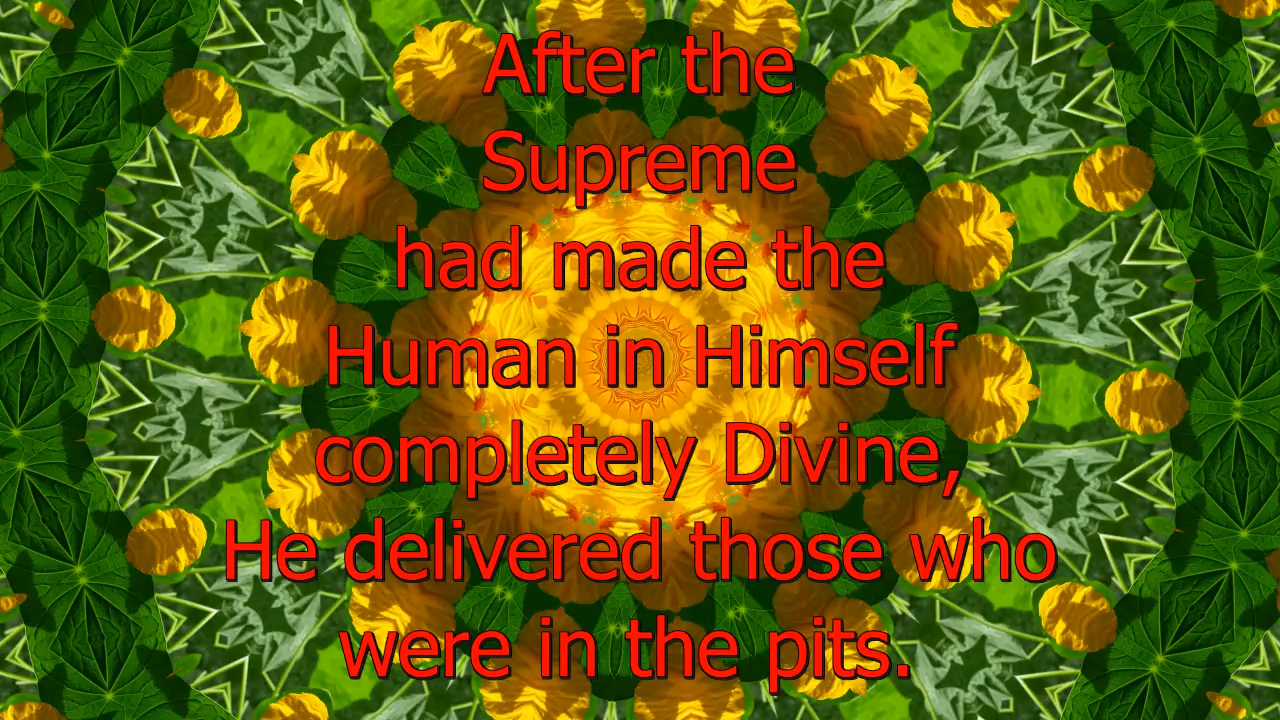 After the
Supreme
had made the
Human in Himself
completely Divine,
He delivered those who
were in the pits.